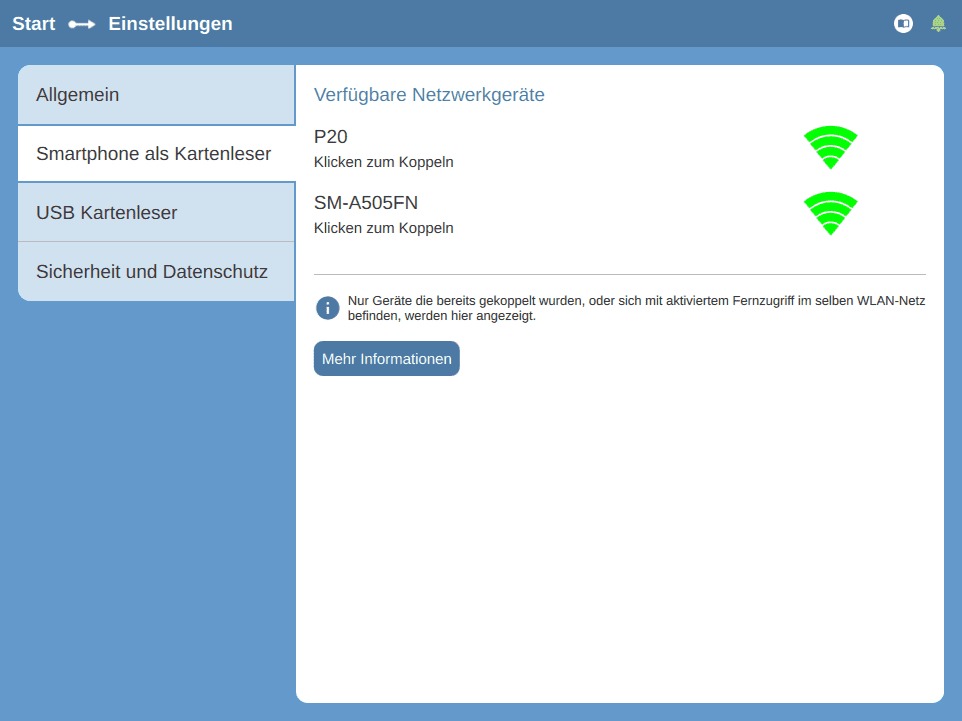 Start Einstellungen
Allgemein
Smartphone als Kartenleser
USB Kartenleser
Sicherheit und Datenschutz
Verfügbare Netzwerkgeräte
P20
Klicken zum Koppeln
SM-A505FN
Klicken zum Koppeln
Nur Geräte die bereits gekoppelt wurden, oder sich mit aktiviertem Fernzugriff im selben WLAN-Netz
befinden, werden hier angezeigt.
Mehr Informationen